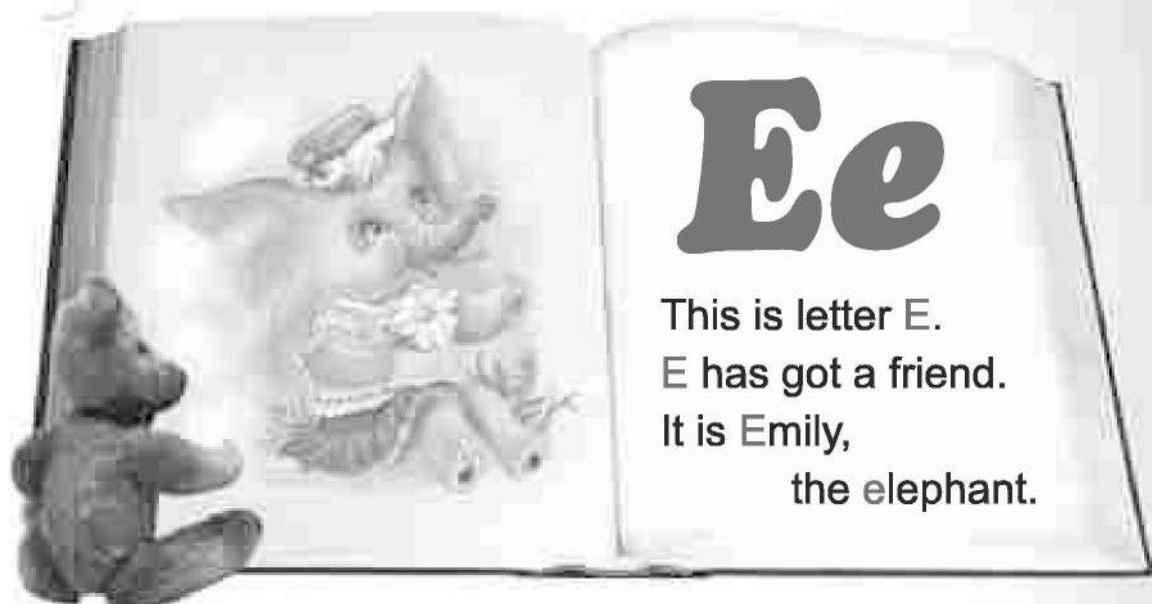 Ee
This is letter E.
E has got a friend.
It is Emily,
the elephant.